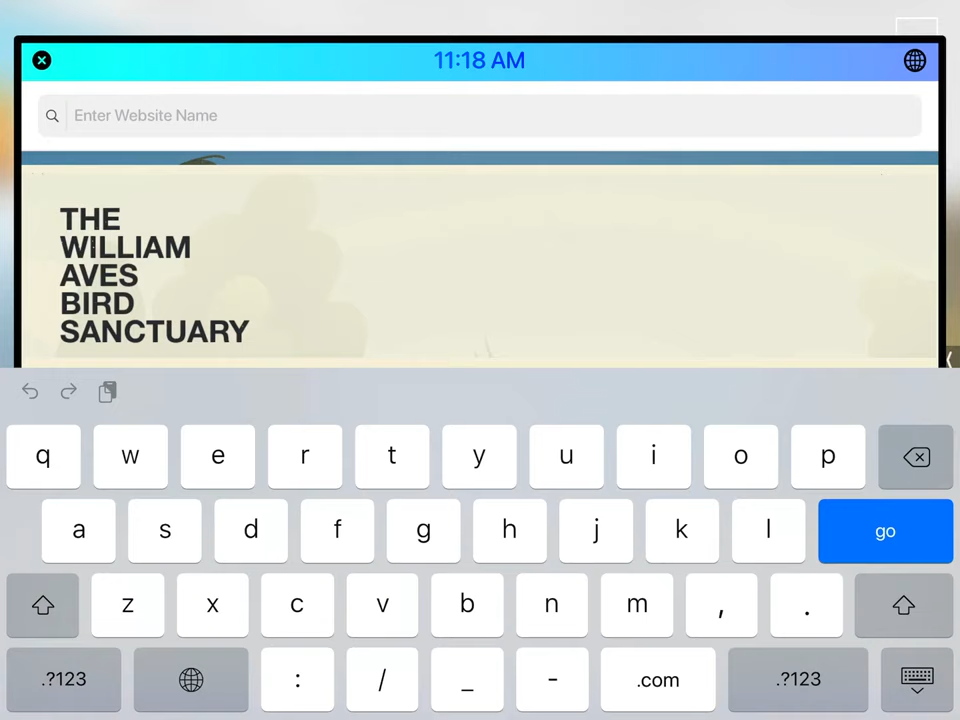 11:18 AM
Enter Website Name
THE
WILLIAM
AVES
BIRD
SANCTUARY
q w e r t y u i o p
a s d f g h j k l go
z x c v b n m , .
.?123 : / _ - .com .?123